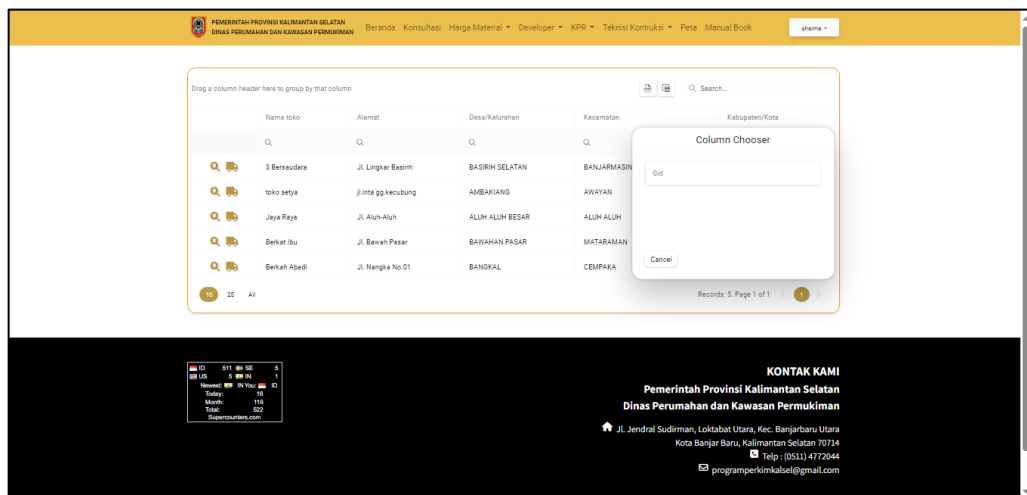 PEMERINTAH PROVINSI KALIMANTAN SELATAN
DINAS PERUMAHAN DAN KAWASAN PERMUKIMAN
Beranda Konsultasi Harga Material Developer KPR Teknisi Kontruksi Peta Manual Book
shaima
Drag a column header here to group by that column
Search...
Nama toko Alamat Desa/Kelurahan Kecamatan Kabupaten/Kota
3 Bersaudara Jl. Lingkar Basirih BASIRIH SELATAN BANJARMASIN
toko setya jl.inta gg.kecubung AMBAKIANG AWAYAN
Jaya Raya Jl. Aluh-Aluh ALUH ALUH BESAR ALUH ALUH
Berkat Ibu Jl. Bawah Pasar BAWAHAN PASAR MATARAMAN
Berkah Abadi Jl. Nangka No.01 BANGKAL CEMPAKA
Column Chooser
Gid
Cancel
10 25 All
Records: 5. Page 1 of 1 1
ID 511 SE 5
US 5 IN 1
Newest: IN You: ID
Today: 16
Month: 119
Total: 522
Supercounters.com
KONTAK KAMI
Pemerintah Provinsi Kalimantan Selatan
Dinas Perumahan dan Kawasan Permukiman
Jl. Jendral Sudirman, Loktabat Utara, Kec. Banjarbaru Utara
Kota Banjar Baru, Kalimantan Selatan 70714
Telp : (0511) 4772044
programperkimkalsel@gmail.com